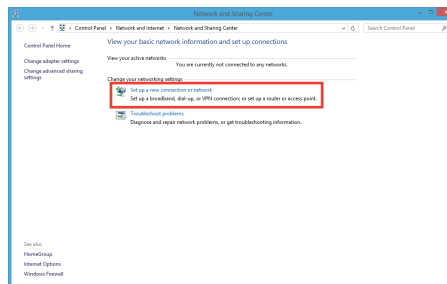 Network and Sharing Center
Control Panel Network and Internet Network and Sharing Center
Search Control Panel
Control Panel Home
Change adapter settings
Change advanced sharing
settings
View your basic network information and set up connections
View your active networks
You are currently not connected to any networks.
Change your networking settings
Set up a new connection or network
Set up a broadband, dial-up, or VPN connection; or set up a router or access point.
Troubleshoot problems
Diagnose and repair network problems, or get troubleshooting information.
See also
HomeGroup
Internet Options
Windows Firewall